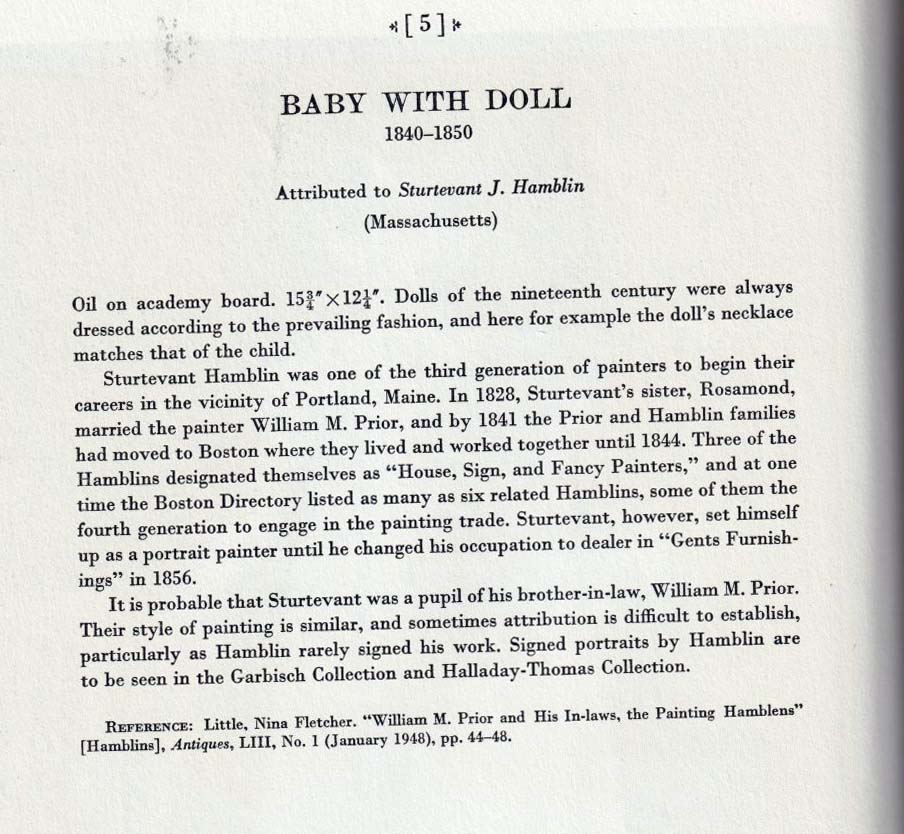 [5]
BABY WITH DOLL
1840–1850
Attributed to Sturtevant J. Hamblin
(Massachusetts)
Oil on academy board. 15¾″×12¼″. Dolls of the nineteenth century were always
dressed according to the prevailing fashion, and here for example the doll's necklace
matches that of the child.
Sturtevant Hamblin was one of the third generation of painters to begin their
careers in the vicinity of Portland, Maine. In 1828, Sturtevant's sister, Rosamond,
married the painter William M. Prior, and by 1841 the Prior and Hamblin families
had moved to Boston where they lived and worked together until 1844. Three of the
Hamblins designated themselves as “House, Sign, and Fancy Painters,” and at one
time the Boston Directory listed as many as six related Hamblins, some of them the
fourth generation to engage in the painting trade. Sturtevant, however, set himself
up as a portrait painter until he changed his occupation to dealer in “Gents Furnish-
ings” in 1856.
It is probable that Sturtevant was a pupil of his brother-in-law, William M. Prior.
Their style of painting is similar, and sometimes attribution is difficult to establish,
particularly as Hamblin rarely signed his work. Signed portraits by Hamblin are
to be seen in the Garbisch Collection and Halladay-Thomas Collection.
REFERENCE: Little, Nina Fletcher. “William M. Prior and His In-laws, the Painting Hamblens”
[Hamblins], Antiques, LIII, No. 1 (January 1948), pp. 44–48.